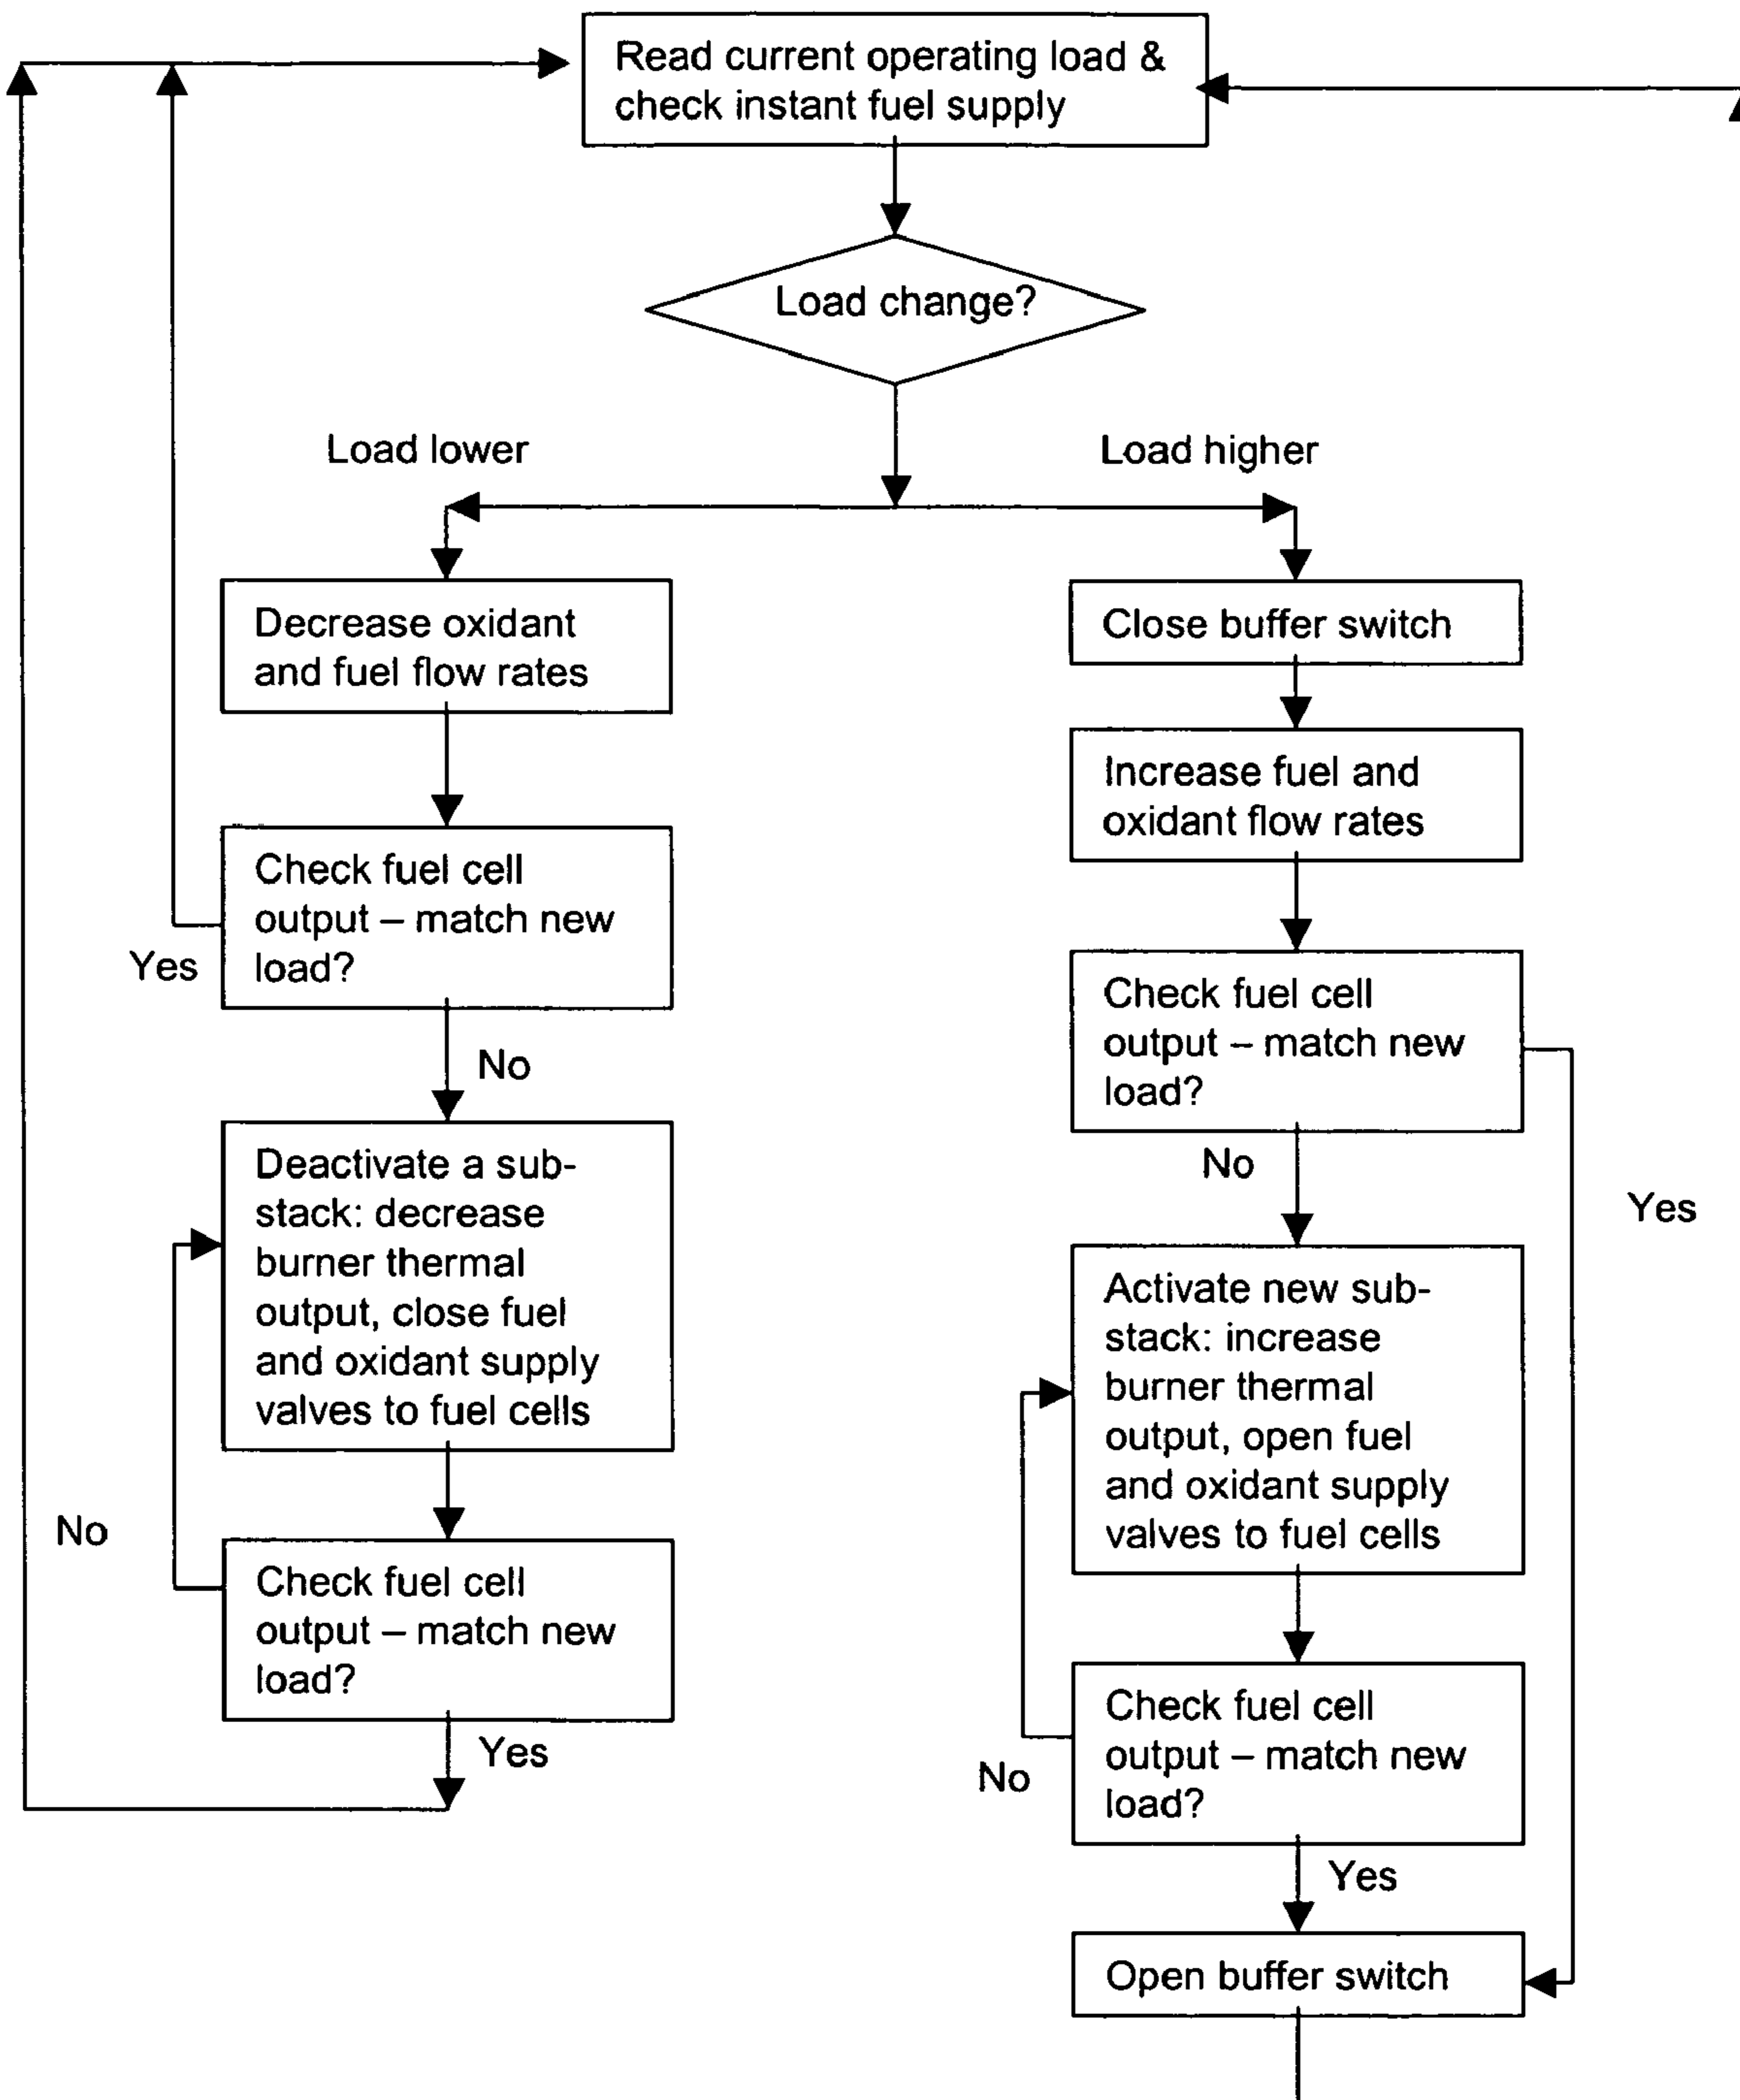 Read current operating load &
check instant fuel supply
Load change?
Load lower
Load higher
Decrease oxidant
and fuel flow rates
Check fuel cell
output – match new
load?
Yes
No
Deactivate a sub-
stack: decrease
burner thermal
output, close fuel
and oxidant supply
valves to fuel cells
No
Check fuel cell
output – match new
load?
Yes
Close buffer switch
Increase fuel and
oxidant flow rates
Check fuel cell
output – match new
load?
No
Yes
Activate new sub-
stack: increase
burner thermal
output, open fuel
and oxidant supply
valves to fuel cells
Check fuel cell
output – match new
load?
No
Yes
Open buffer switch